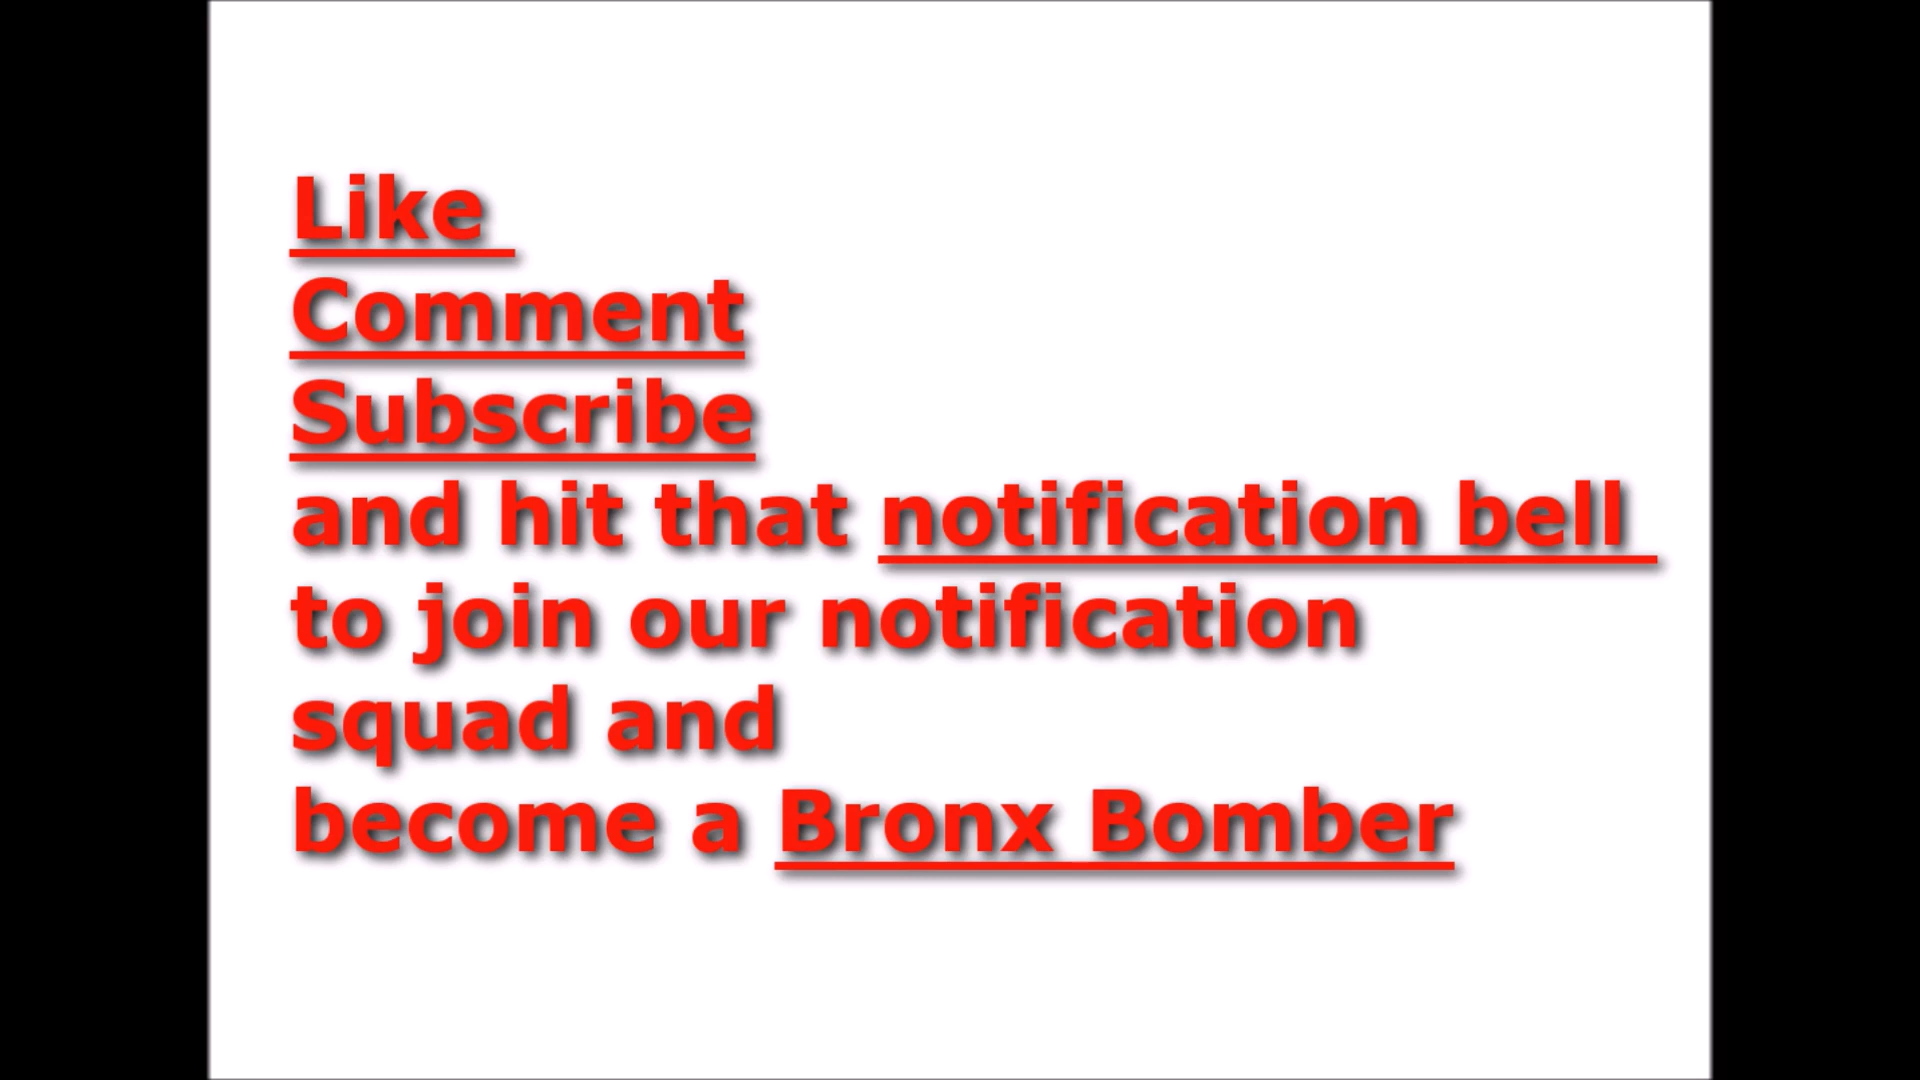 Like
Comment
Subscribe
and hit that notification bell
to join our notification
squad and
become a Bronx Bomber